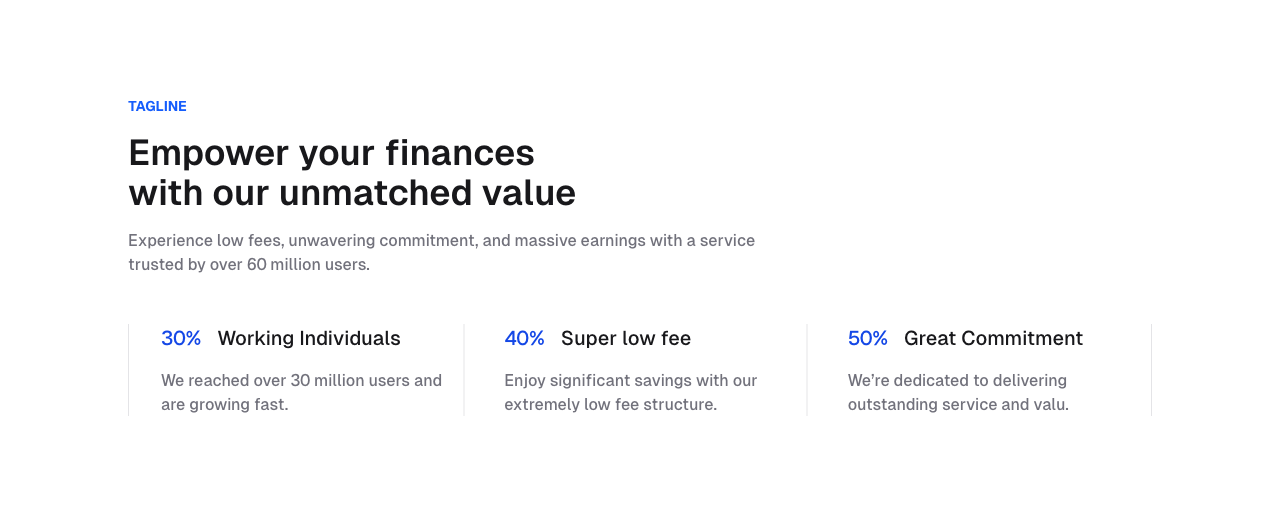 TAGLINE
Empower your finances
with our unmatched value
Experience low fees, unwavering commitment, and massive earnings with a service
trusted by over 60 million users.
30% Working Individuals
We reached over 30 million users and
are growing fast.
40% Super low fee
Enjoy significant savings with our
extremely low fee structure.
50% Great Commitment
We’re dedicated to delivering
outstanding service and valu.